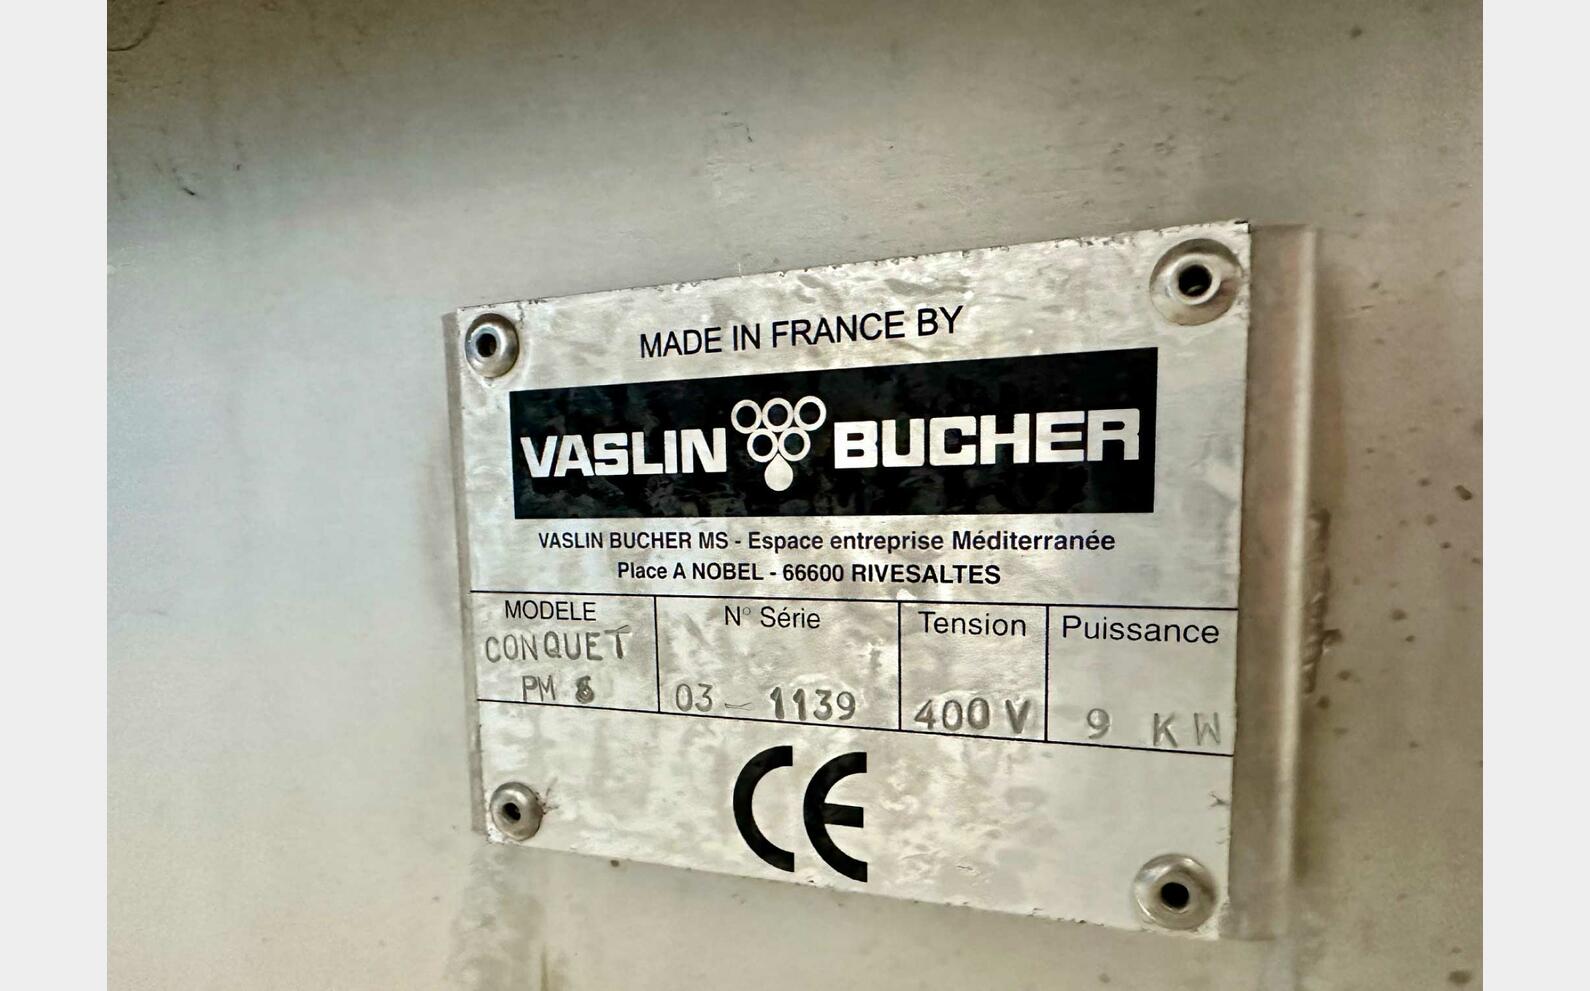 MADE IN FRANCE BY
VASLIN BUCHER
VASLIN BUCHER MS - Espace entreprise Méditerranée
Place A NOBEL - 66600 RIVESALTES
MODELE N° Série Tension Puissance
CONQUET
PM 6 03 - 1139 400 V 9 KW
CE